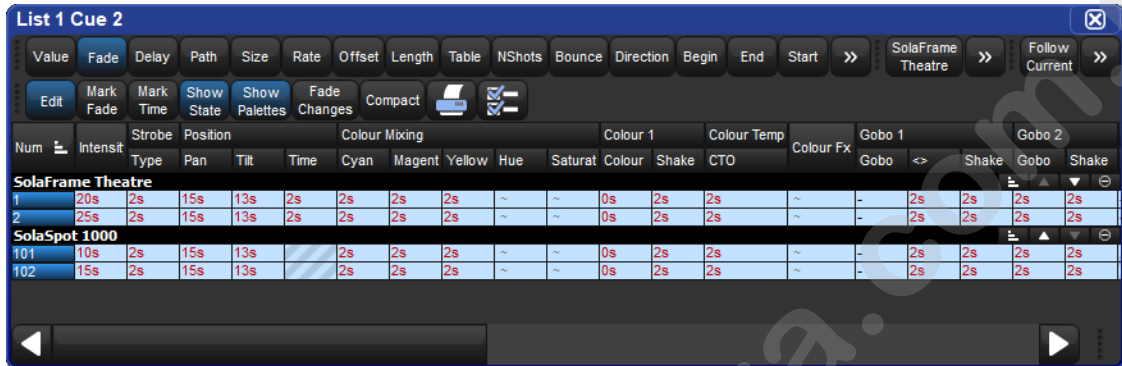 List 1 Cue 2
Value Fade Delay Path Size Rate Offset Length Table NShots Bounce Direction Begin End Start » SolaFrame Theatre » Follow Current »
Edit Mark Fade Mark Time Show State Show Palettes Fade Changes Compact
Num Intensit Strobe Position Colour Mixing Colour 1 Colour Temp Colour Fx Gobo 1 Gobo 2
Type Pan Tilt Time Cyan Magent Yellow Hue Saturat Colour Shake CTO Gobo <> Shake Gobo Shake
SolaFrame Theatre
1 20s 2s 15s 13s 2s 2s 2s 2s ~ ~ 0s 2s 2s ~ - 2s 2s 2s 2s
2 25s 2s 15s 13s 2s 2s 2s 2s ~ ~ 0s 2s 2s ~ - 2s 2s 2s 2s
SolaSpot 1000
101 10s 2s 15s 13s 2s 2s 2s ~ ~ 0s 2s 2s ~ - 2s 2s 2s 2s
102 15s 2s 15s 13s 2s 2s 2s ~ ~ 0s 2s 2s ~ - 2s 2s 2s 2s